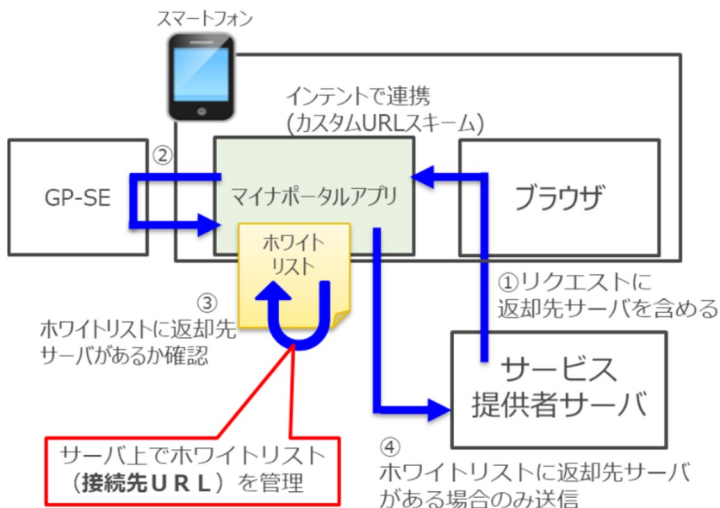 スマートフォン
インテントで連携
(カスタムURLスキーム)
②
GP-SE
マイナポータルアプリ
ブラウザ
ホワイト
リスト
①リクエストに
返却先サーバを含める
③
ホワイトリストに返却先
サーバがあるか確認
サービス
提供者サーバ
サーバ上でホワイトリスト
（接続先ＵＲＬ）を管理
④
ホワイトリストに返却先サーバ
がある場合のみ送信